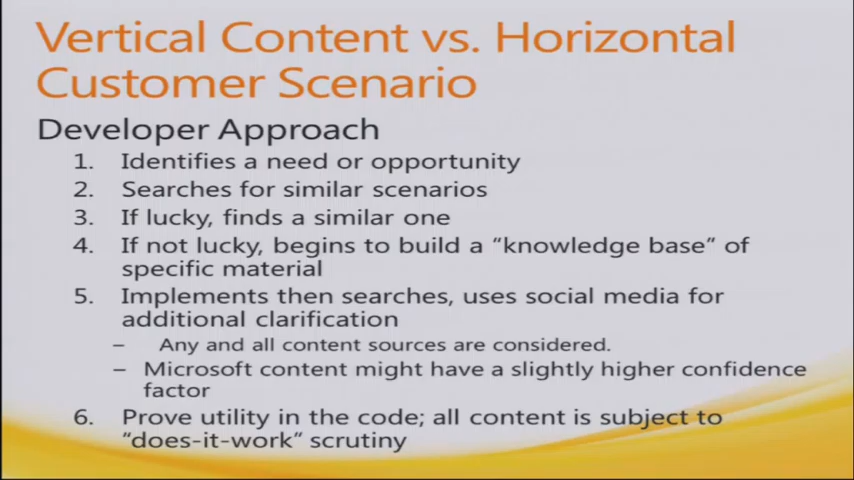 Vertical Content vs. Horizontal
Customer Scenario
Developer Approach
1. Identifies a need or opportunity
2. Searches for similar scenarios
3. If lucky, finds a similar one
4. If not lucky, begins to build a “knowledge base” of
specific material
5. Implements then searches, uses social media for
additional clarification
– Any and all content sources are considered.
– Microsoft content might have a slightly higher confidence
factor
6. Prove utility in the code; all content is subject to
“does-it-work” scrutiny